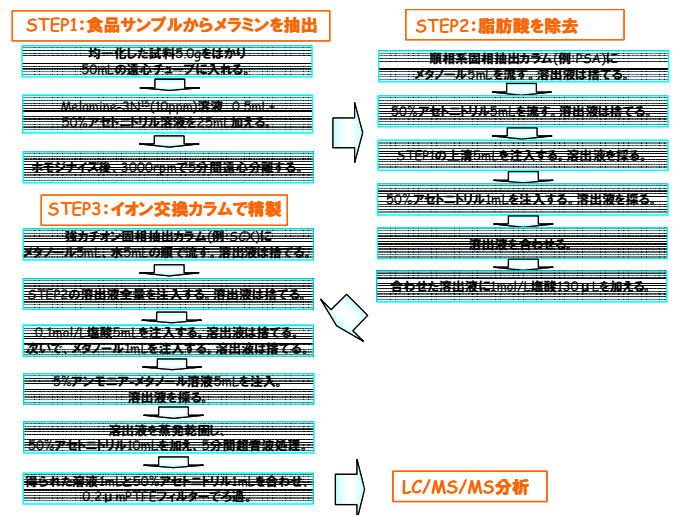 STEP1:食品サンプルからメラミンを抽出
均一化した試料5.0gをはかり
50mLの遠心チューブに入れる。
Melamine-3N¹⁵(10ppm)溶液 0.5mL+
50%アセトニトリル溶液を25mL加える。
ホモジナイズ後、3000rpmで5分間遠心分離する。
STEP2:脂肪酸を除去
順相系固相抽出カラム(例:PSA)に
メタノール5mLを流す。溶出液は捨てる。
50%アセトニトリル5mLを流す、溶出液は捨てる。
STEP1の上清5mLを注入する。溶出液を採る。
50%アセトニトリル1mLを注入する。溶出液を採る。
溶出液を合わせる。
合わせた溶出液に1mol/L塩酸130μLを加える。
STEP3:イオン交換カラムで精製
強カチオン固相抽出カラム(例:SCX)に
メタノール5mL、水5mLの順で流す。溶出液は捨てる。
STEP2の溶出液全量を注入する。溶出液は捨てる。
0.1mol/L塩酸5mLを注入する。溶出液は捨てる。
次いで、メタノール1mLを注入する。溶出液は捨てる。
5%アンモニア-メタノール溶液5mLを注入。
溶出液を採る。
溶出液を蒸発乾固し、
50%アセトニトリル10mLを加え、5分間超音波処理。
得られた溶液1mLと50%アセトニトリル1mLを合わせ、
0.2μmPTFEフィルターでろ過。
LC/MS/MS分析